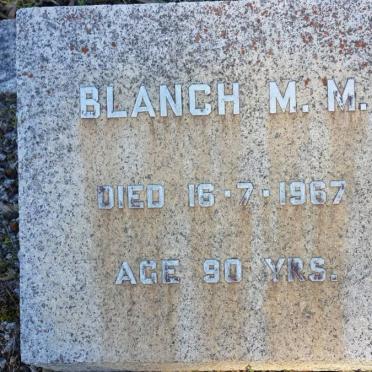 BLANCH M. M.
DIED 16·7·1967
AGE 90 YRS.